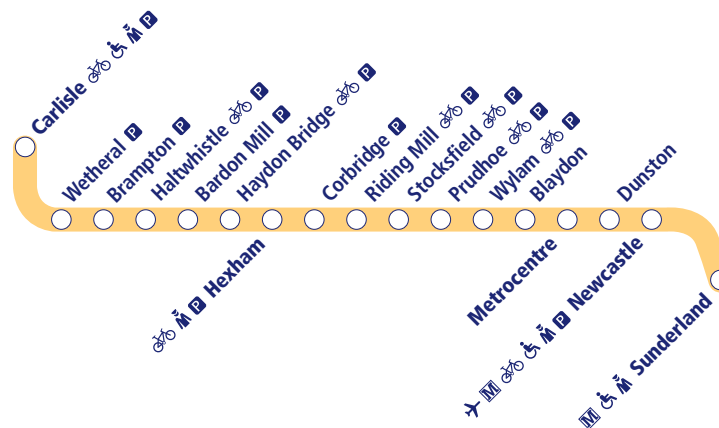 Carlisle P
Wetheral P
Brampton P
Haltwhistle P
Bardon Mill P
Haydon Bridge P
P Hexham
Corbridge P
Riding Mill P
Stocksfield P
Prudhoe P
Wylam P
Blaydon
Metrocentre
Dunston
M P Newcastle
M Sunderland